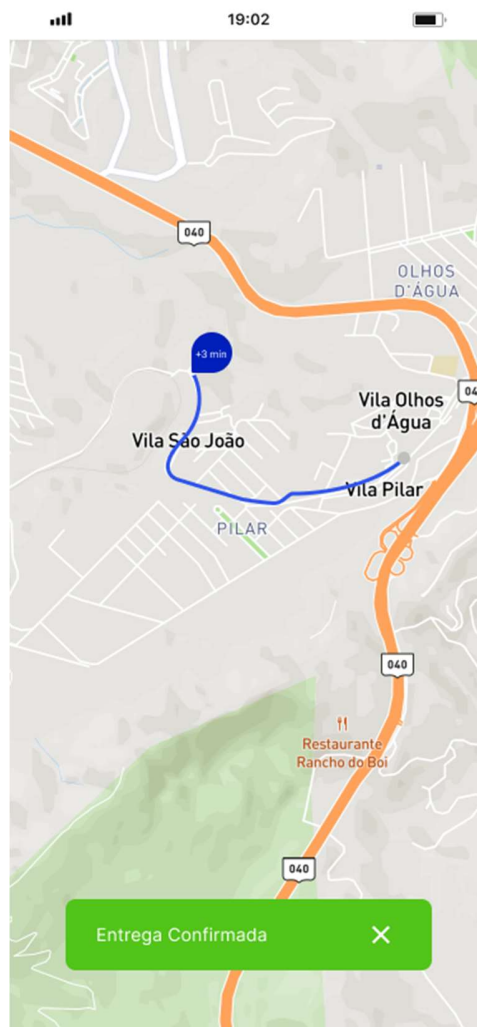 19:02
040
OLHOS
D'ÁGUA
+3 min
04
Vila Olhos
d'Água
Vila São João
Vila Pilar
PILAR
040
Restaurante
Rancho do Boi
040
Entrega Confirmada